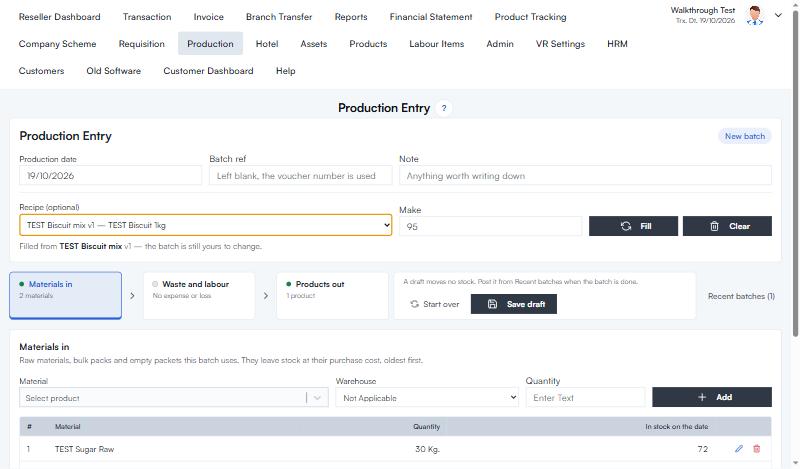 Reseller Dashboard Transaction Invoice Branch Transfer Reports Financial Statement Product Tracking
Walkthrough Test
Trx. Dt. 19/10/2026
Company Scheme Requisition Production Hotel Assets Products Labour Items Admin VR Settings HRM
Customers Old Software Customer Dashboard Help
Production Entry ?
Production Entry New batch
Production date Batch ref Note
19/10/2026 Left blank, the voucher number is used Anything worth writing down
Recipe (optional) Make
TEST Biscuit mix v1 — TEST Biscuit 1kg 95 Fill Clear
Filled from TEST Biscuit mix v1 — the batch is still yours to change.
Materials in
2 materials
Waste and labour
No expense or loss
Products out
1 product
A draft moves no stock. Post it from Recent batches when the batch is done.
Start over Save draft
Recent batches (1)
Materials in
Raw materials, bulk packs and empty packets this batch uses. They leave stock at their purchase cost, oldest first.
Material Warehouse Quantity
Select product Not Applicable Enter Text Add
# Material Quantity In stock on the date
1 TEST Sugar Raw 30 Kg. 72